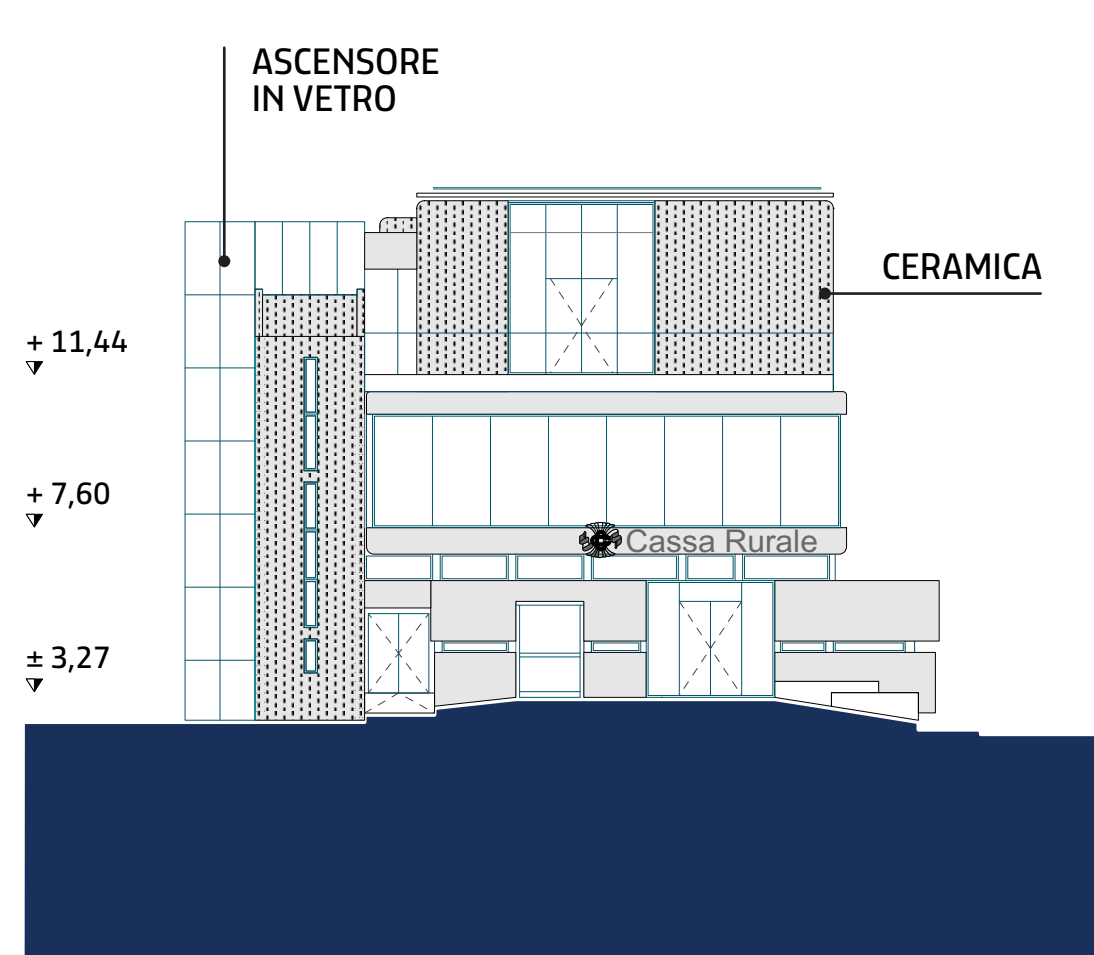 ASCENSORE
IN VETRO
CERAMICA
+ 11,44
+ 7,60
Cassa Rurale
± 3,27